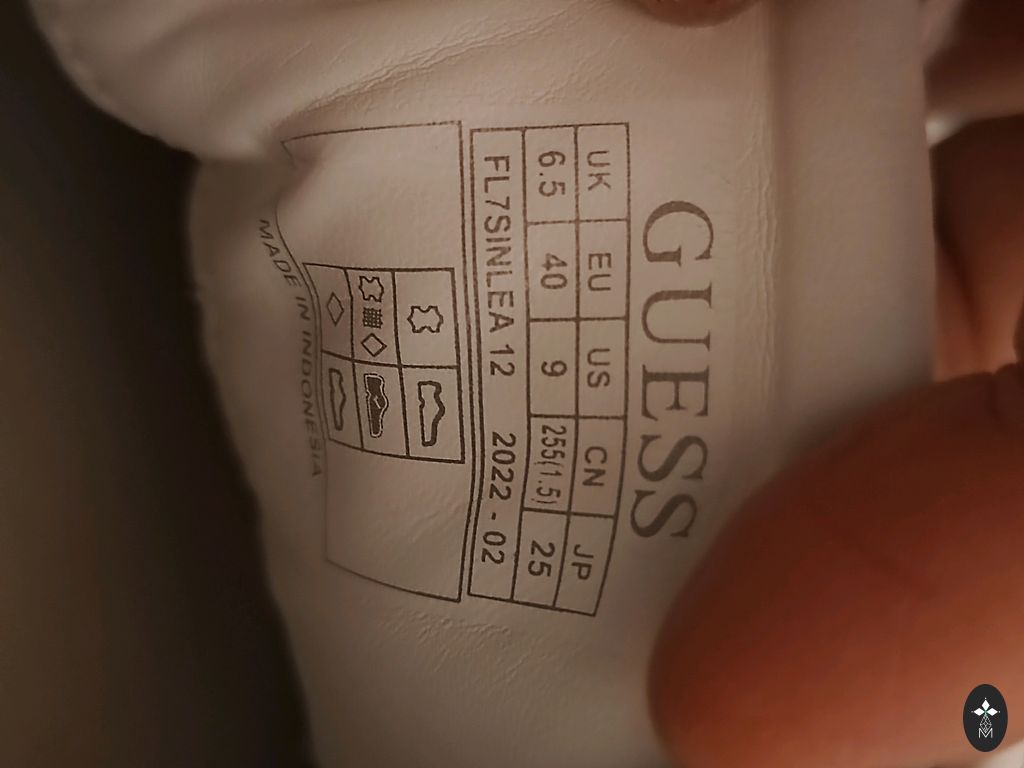 GUESS
UK EU US CN JP
6.5 40 9 255(1.5) 25
FL7SINLEA12 2022-02
MADE IN INDONESIA
M